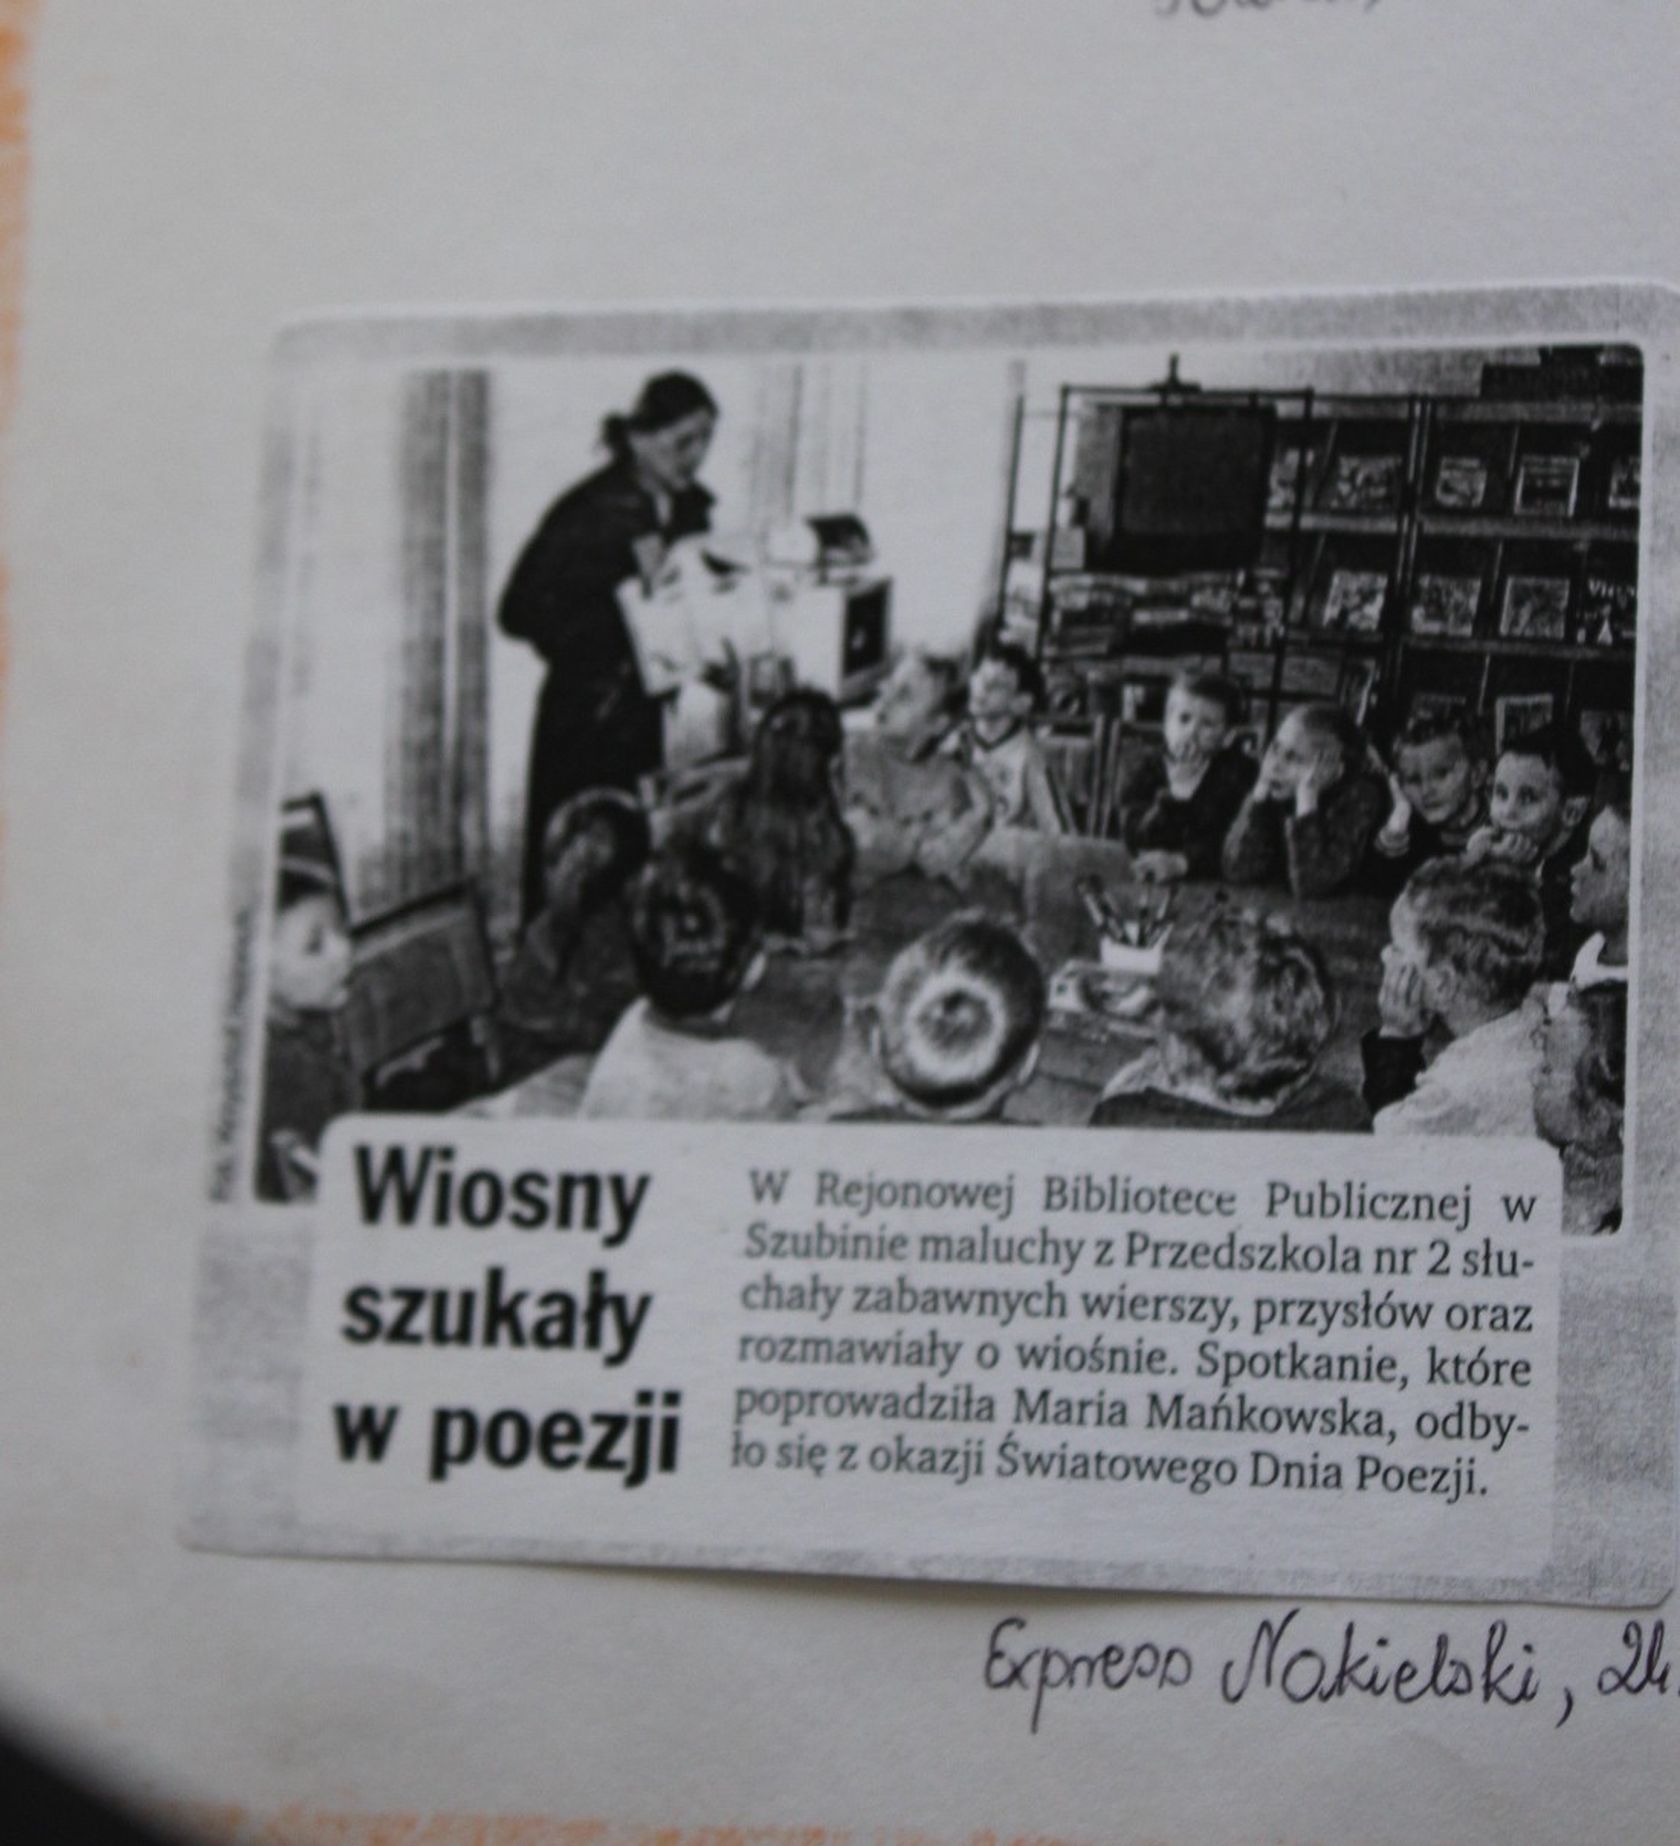 Wiosny
szukały
w poezji
W Rejonowej Bibliotece Publicznej w
Szubinie maluchy z Przedszkola nr 2 słu-
chały zabawnych wierszy, przysłów oraz
rozmawiały o wiośnie. Spotkanie, które
poprowadziła Maria Mańkowska, odby-
ło się z okazji Światowego Dnia Poezji.
Express Nakielski, 24.